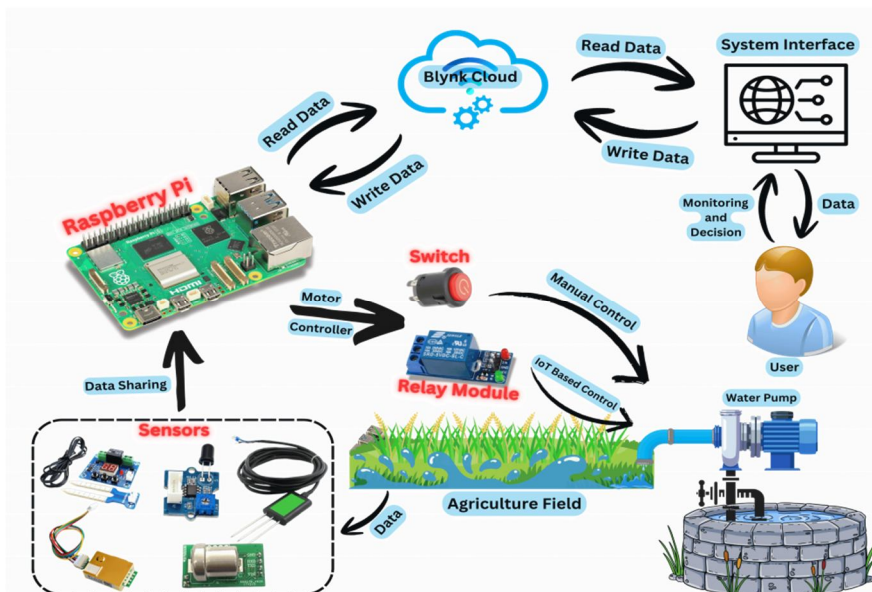 Blynk Cloud
Read Data
System Interface
Read Data
Write Data
Write Data
Raspberry Pi
HDMI
Monitoring
and
Decision
Data
Switch
Motor
Controller
Manual Control
Relay Module
IoT Based Control
User
Water Pump
Data Sharing
Sensors
Agriculture Field
Data